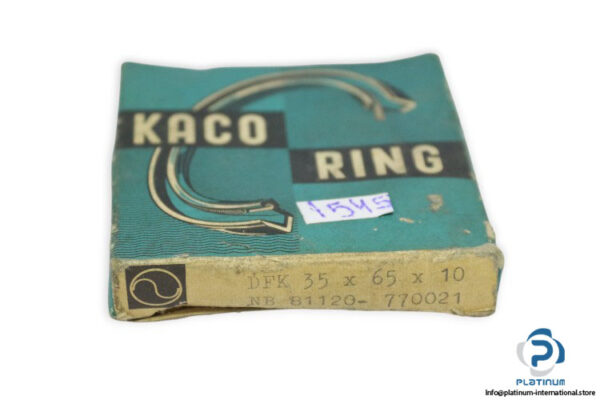 KACO
RING
1545
DFK 35 x 65 x 10
NB 81120- 770021
PLATINUM
info@platinum-international.store